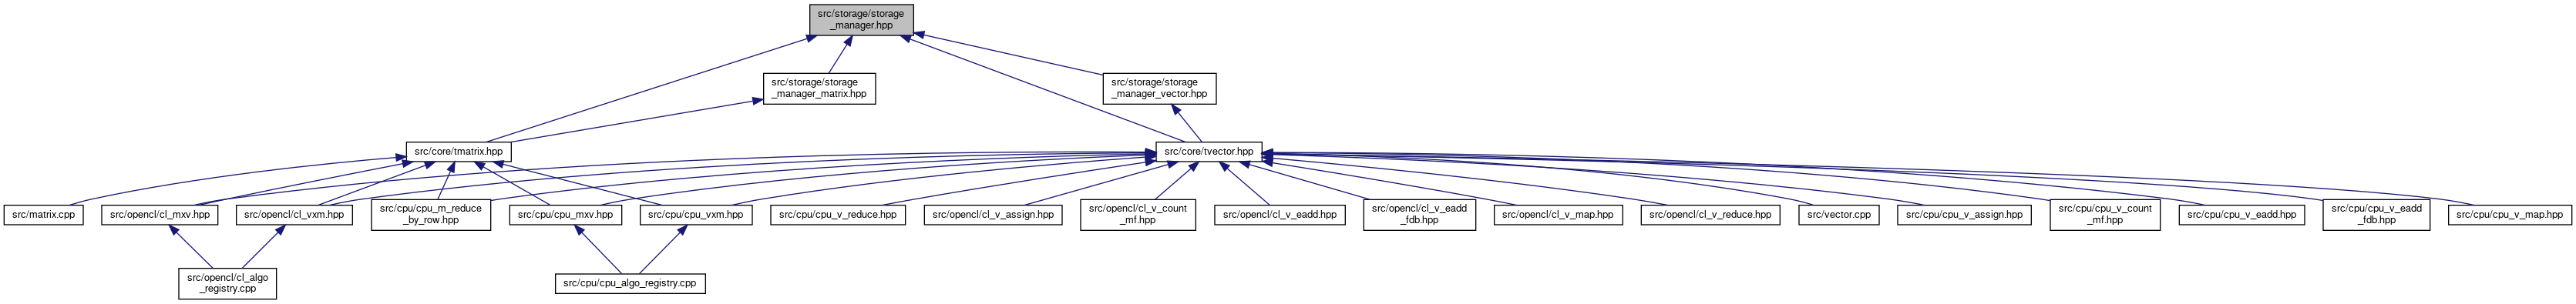 src/storage/storage
_manager.hpp
src/storage/storage
_manager_matrix.hpp
src/storage/storage
_manager_vector.hpp
src/core/tmatrix.hpp
src/core/tvector.hpp
src/matrix.cpp
src/opencl/cl_mxv.hpp
src/opencl/cl_vxm.hpp
src/cpu/cpu_m_reduce
_by_row.hpp
src/cpu/cpu_mxv.hpp
src/cpu/cpu_vxm.hpp
src/cpu/cpu_v_reduce.hpp
src/opencl/cl_v_assign.hpp
src/opencl/cl_v_count
_mf.hpp
src/opencl/cl_v_eadd.hpp
src/opencl/cl_v_eadd
_fdb.hpp
src/opencl/cl_v_map.hpp
src/opencl/cl_v_reduce.hpp
src/vector.cpp
src/cpu/cpu_v_assign.hpp
src/cpu/cpu_v_count
_mf.hpp
src/cpu/cpu_v_eadd.hpp
src/cpu/cpu_v_eadd
_fdb.hpp
src/cpu/cpu_v_map.hpp
src/opencl/cl_algo
_registry.cpp
src/cpu/cpu_algo_registry.cpp